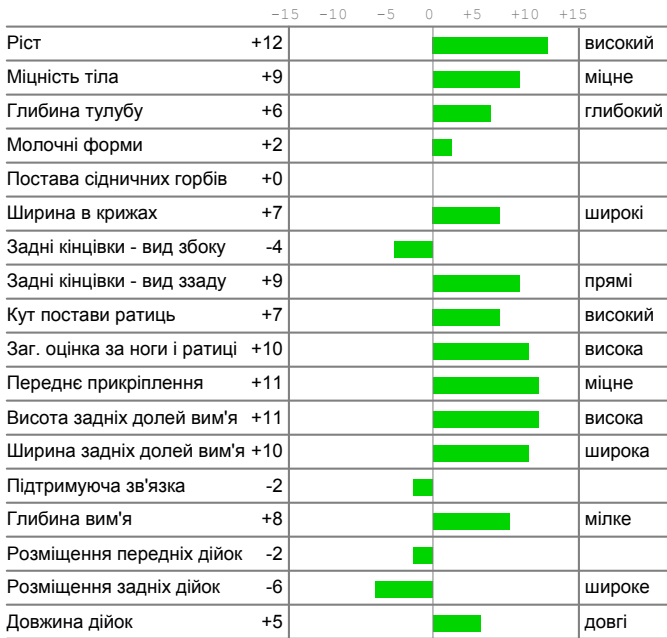 -15 -10 -5 0 +5 +10 +15
Ріст +12 високий
Міцність тіла +9 міцне
Глибина тулубу +6 глибокий
Молочні форми +2
Постава сідничних горбів +0
Ширина в крижах +7 широкі
Задні кінцівки - вид збоку -4
Задні кінцівки - вид ззаду +9 прямі
Кут постави ратиць +7 високий
Заг. оцінка за ноги і ратиці +10 висока
Переднє прикріплення +11 міцне
Висота задніх долей вим'я +11 висока
Ширина задніх долей вим'я +10 широка
Підтримуюча зв'язка -2
Глибина вим'я +8 мілке
Розміщення передніх дійок -2
Розміщення задніх дійок -6 широке
Довжина дійок +5 довгі